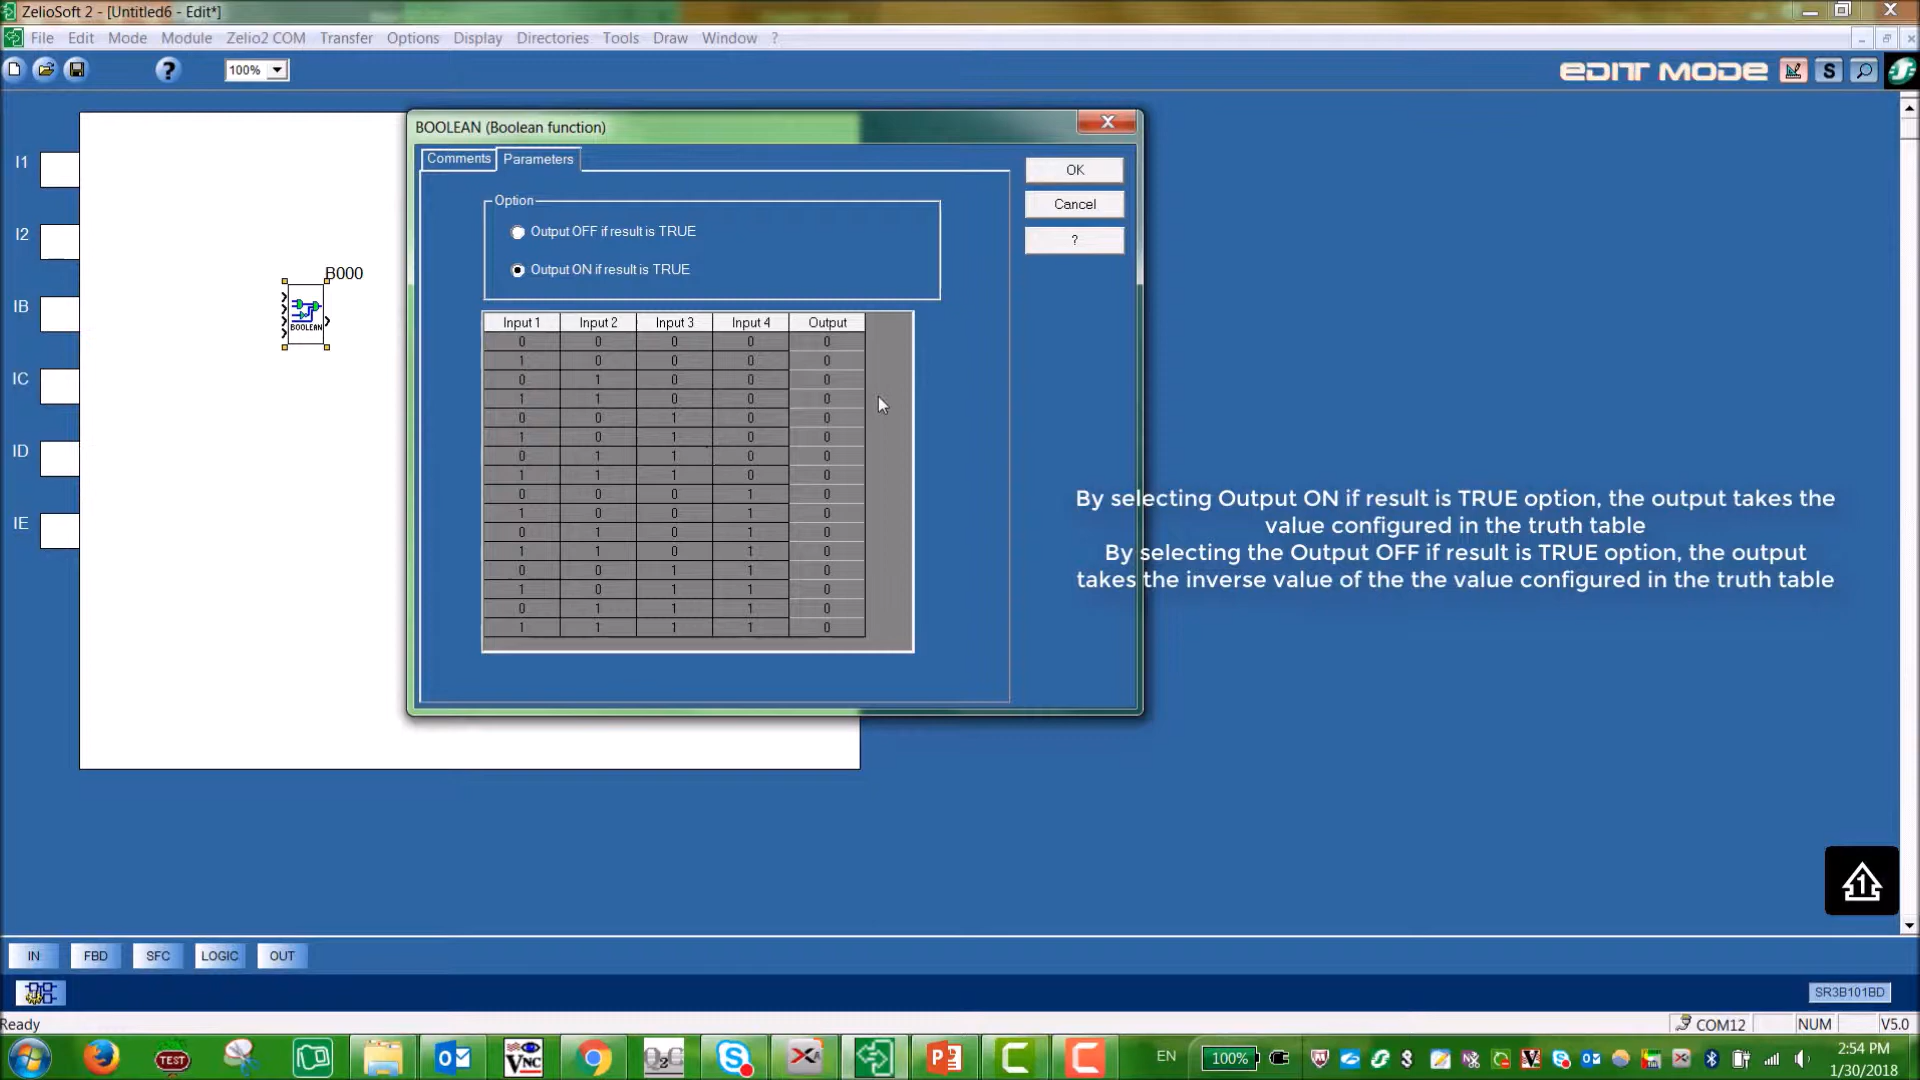 ZelioSoft 2 - [Untitled6 - Edit*]
File Edit Mode Module Zelio2 COM Transfer Options Display Directories Tools Draw Window ?
? 100% EDIT MODE S
I1
I2
IB
IC
ID
IE
B000
BOOLEAN
BOOLEAN (Boolean function)
Comments Parameters
OK
Cancel
?
Option
Output OFF if result is TRUE
Output ON if result is TRUE
Input 1 Input 2 Input 3 Input 4 Output
0 0 0 0 0
1 0 0 0 0
0 1 0 0 0
1 1 0 0 0
0 0 1 0 0
1 0 1 0 0
0 1 1 0 0
1 1 1 0 0
0 0 0 1 0
1 0 0 1 0
0 1 0 1 0
1 1 0 1 0
0 0 1 1 0
1 0 1 1 0
0 1 1 1 0
1 1 1 1 0
By selecting Output ON if result is TRUE option, the output takes the
value configured in the truth table
By selecting the Output OFF if result is TRUE option, the output
takes the inverse value of the the value configured in the truth table
1
IN FBD SFC LOGIC OUT
SR3B101BD
Ready COM12 NUM V5.0
TEST VNC EN 100% 2:54 PM
1/30/2018